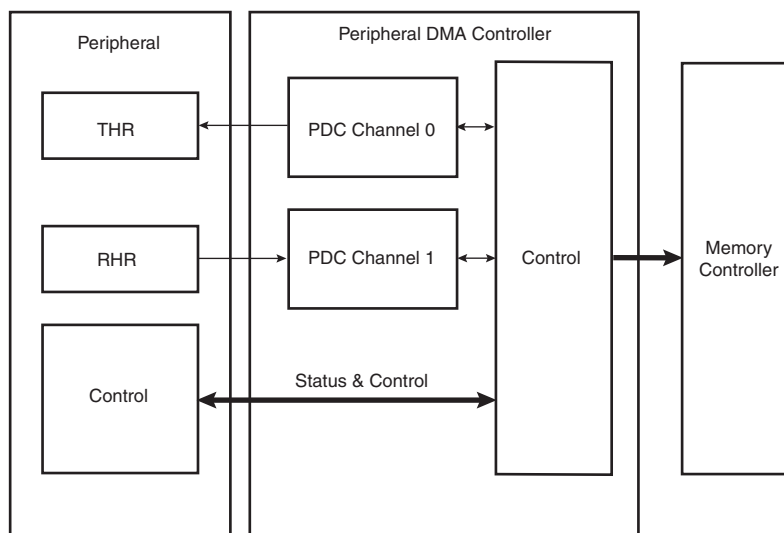 Peripheral
Peripheral DMA Controller
THR
PDC Channel 0
RHR
PDC Channel 1
Control
Memory
Controller
Control
Status & Control